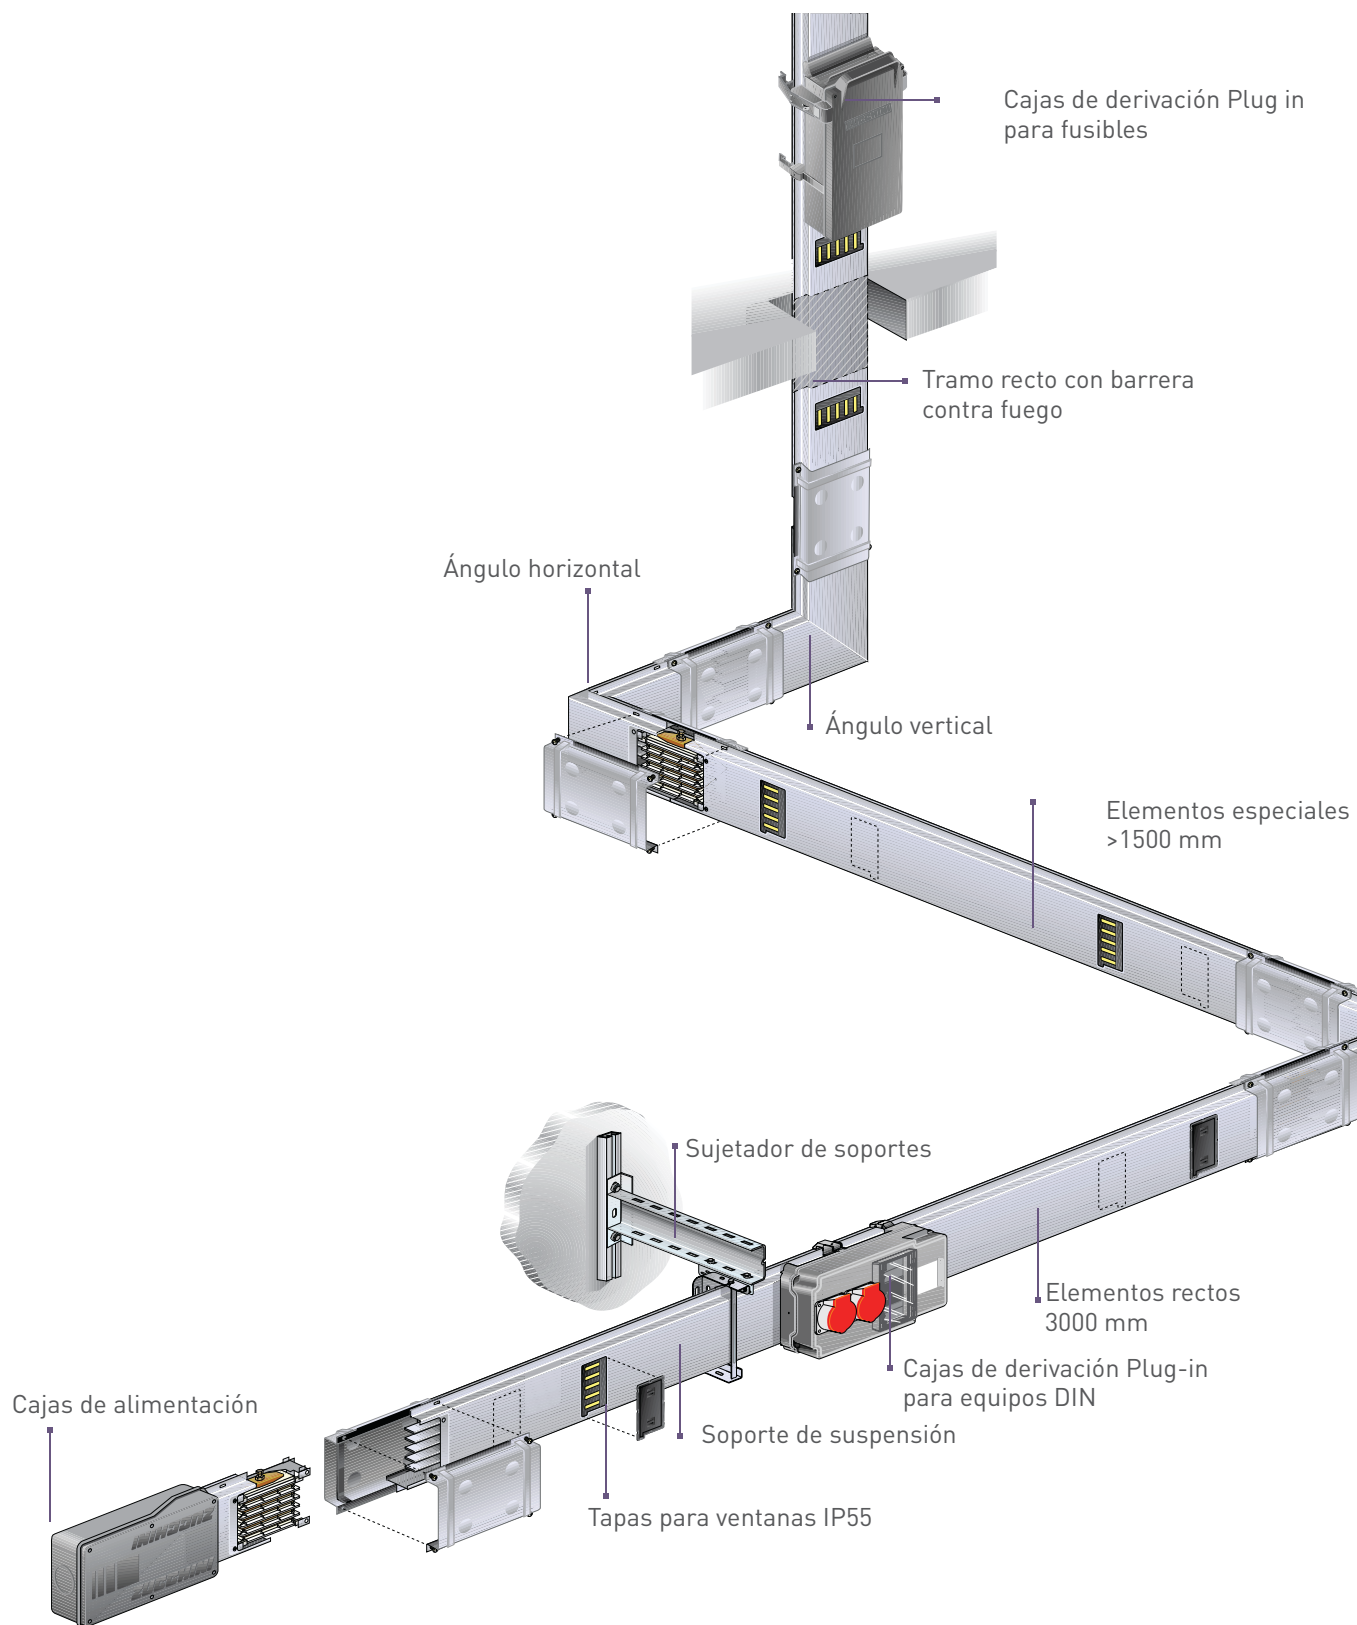 Cajas de derivación Plug in
para fusibles
Tramo recto con barrera
contra fuego
Ángulo horizontal
Ángulo vertical
Elementos especiales
>1500 mm
Sujetador de soportes
Elementos rectos
3000 mm
Cajas de derivación Plug-in
para equipos DIN
Cajas de alimentación
Soporte de suspensión
Tapas para ventanas IP55
ZUCCHINI
ZUCCHINI